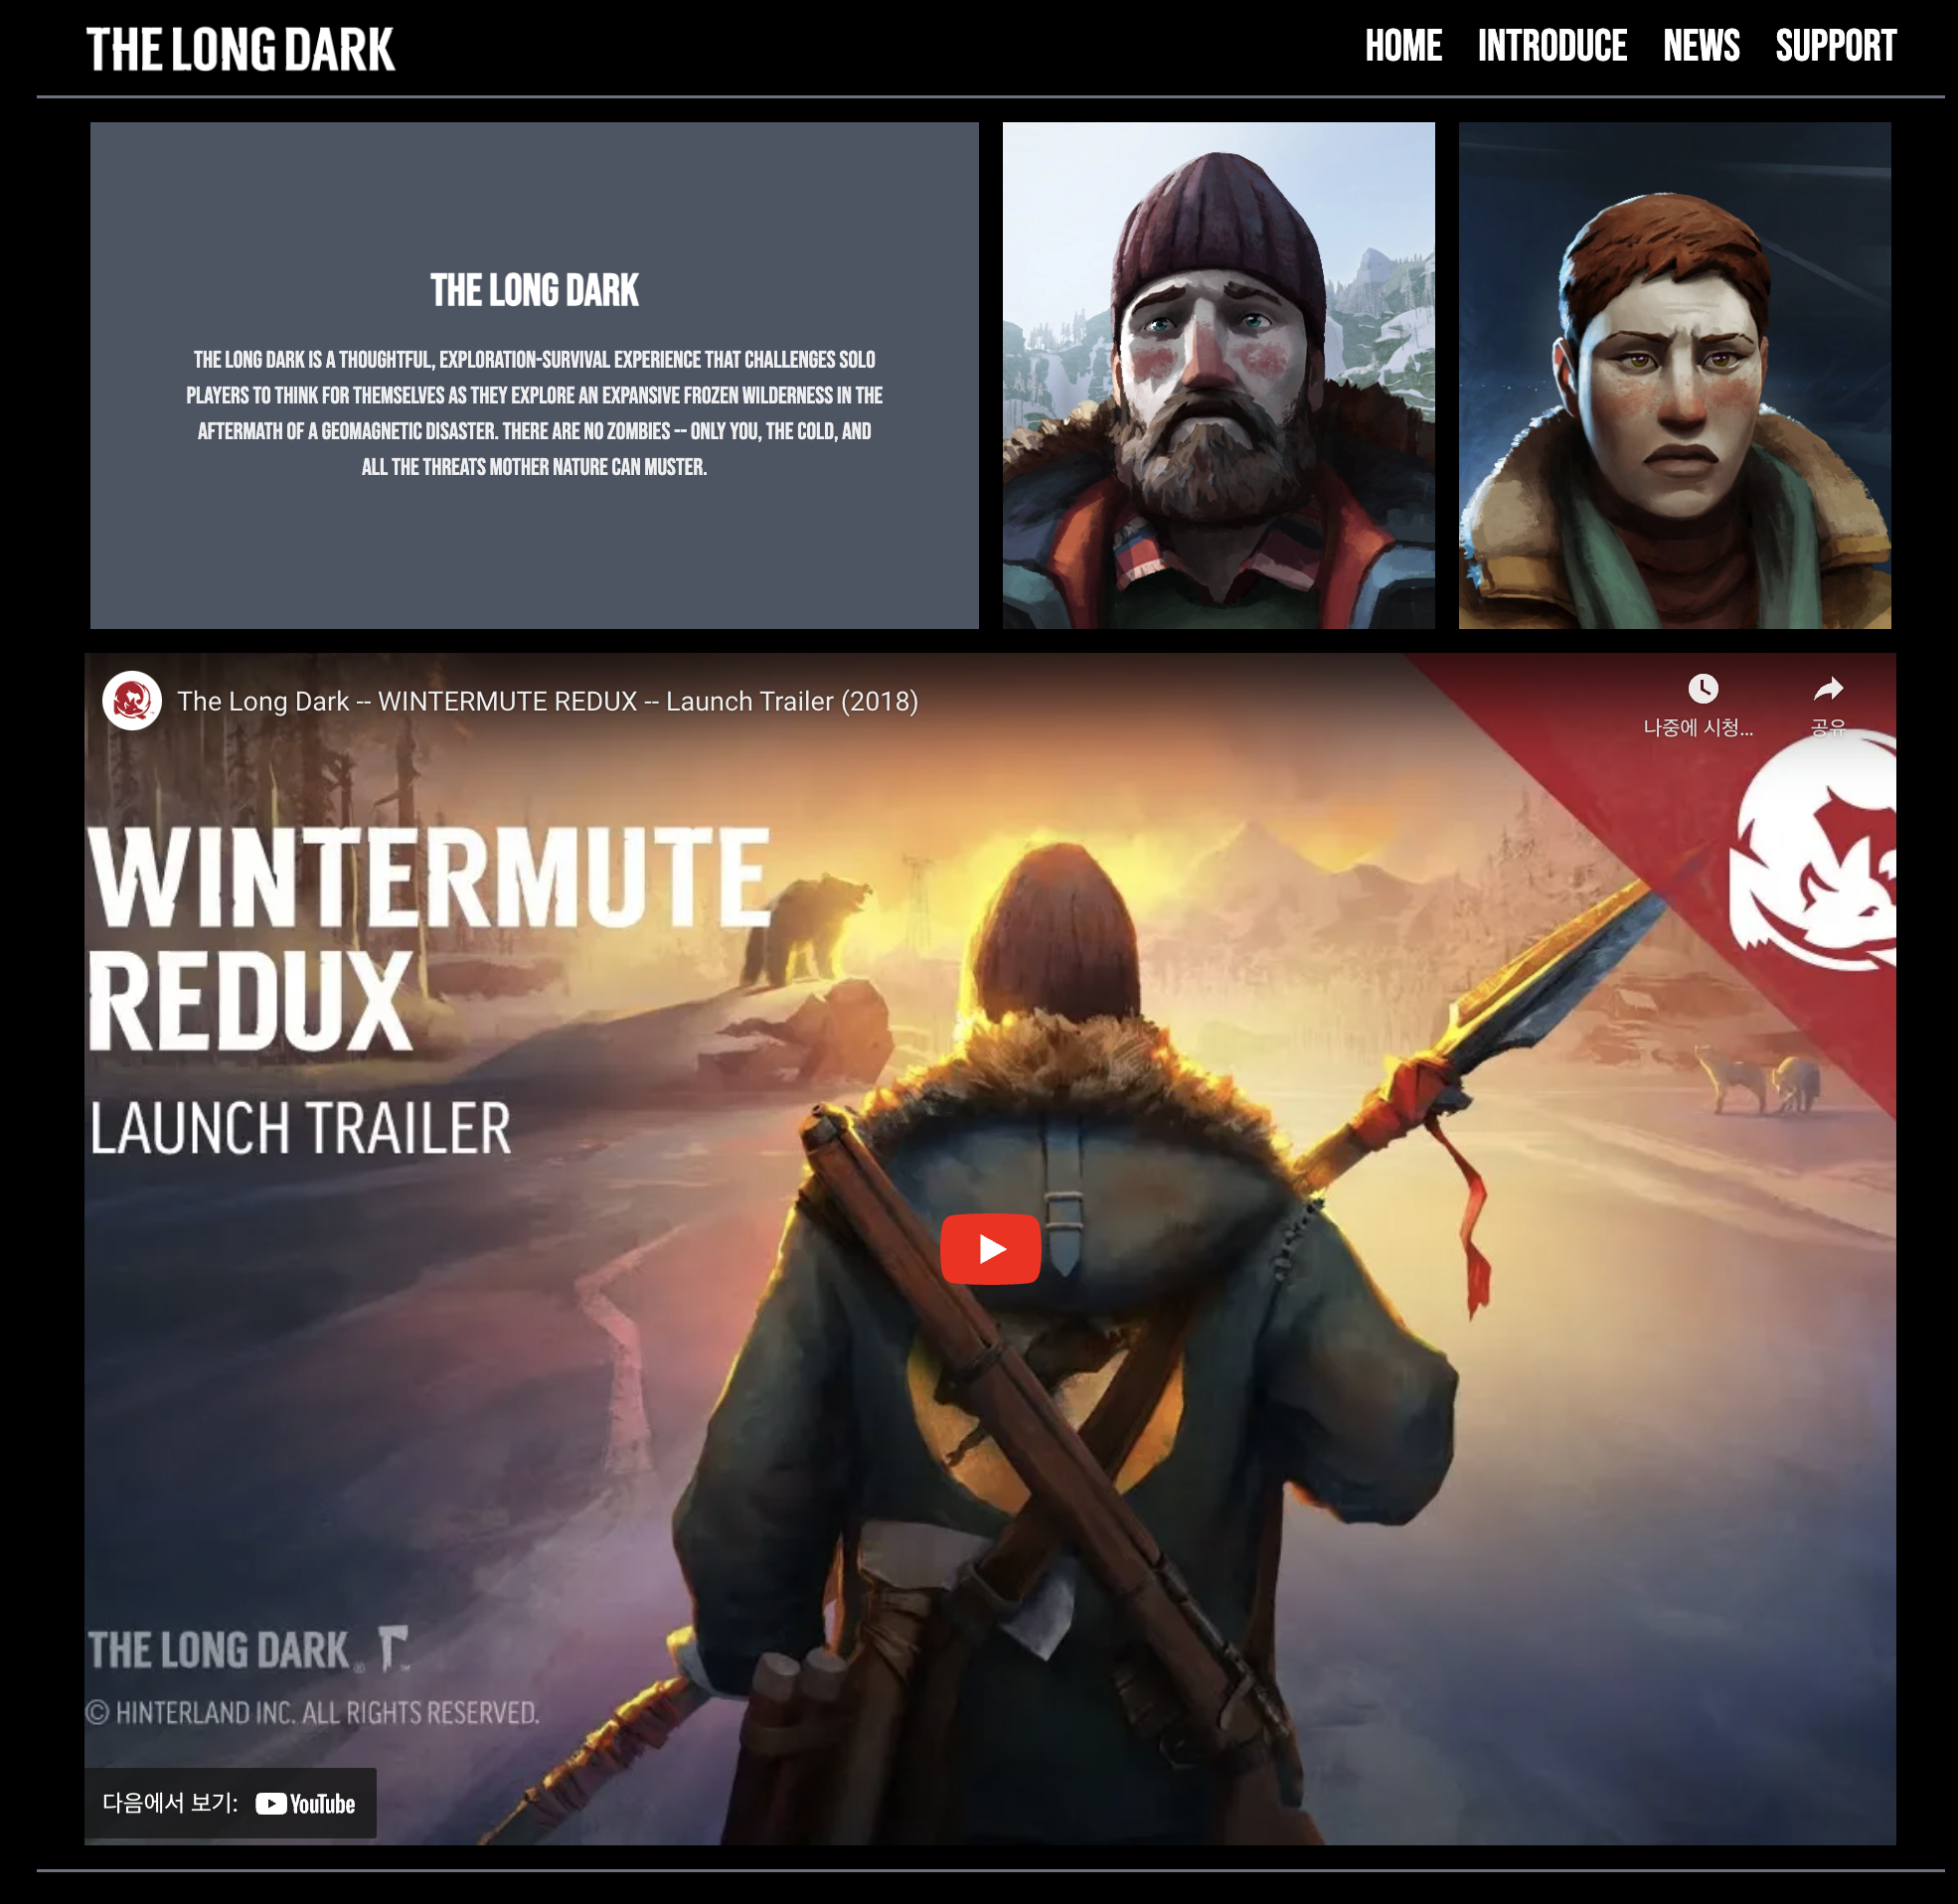 THE LONG DARK
HOME INTRODUCE NEWS SUPPORT
THE LONG DARK
THE LONG DARK IS A THOUGHTFUL, EXPLORATION-SURVIVAL EXPERIENCE THAT CHALLENGES SOLO
PLAYERS TO THINK FOR THEMSELVES AS THEY EXPLORE AN EXPANSIVE FROZEN WILDERNESS IN THE
AFTERMATH OF A GEOMAGNETIC DISASTER. THERE ARE NO ZOMBIES -- ONLY YOU, THE COLD, AND
ALL THE THREATS MOTHER NATURE CAN MUSTER.
The Long Dark -- WINTERMUTE REDUX -- Launch Trailer (2018)
나중에 시청...
공유
WINTERMUTE
REDUX
LAUNCH TRAILER
THE LONG DARK® ™
© HINTERLAND INC. ALL RIGHTS RESERVED.
다음에서 보기: YouTube